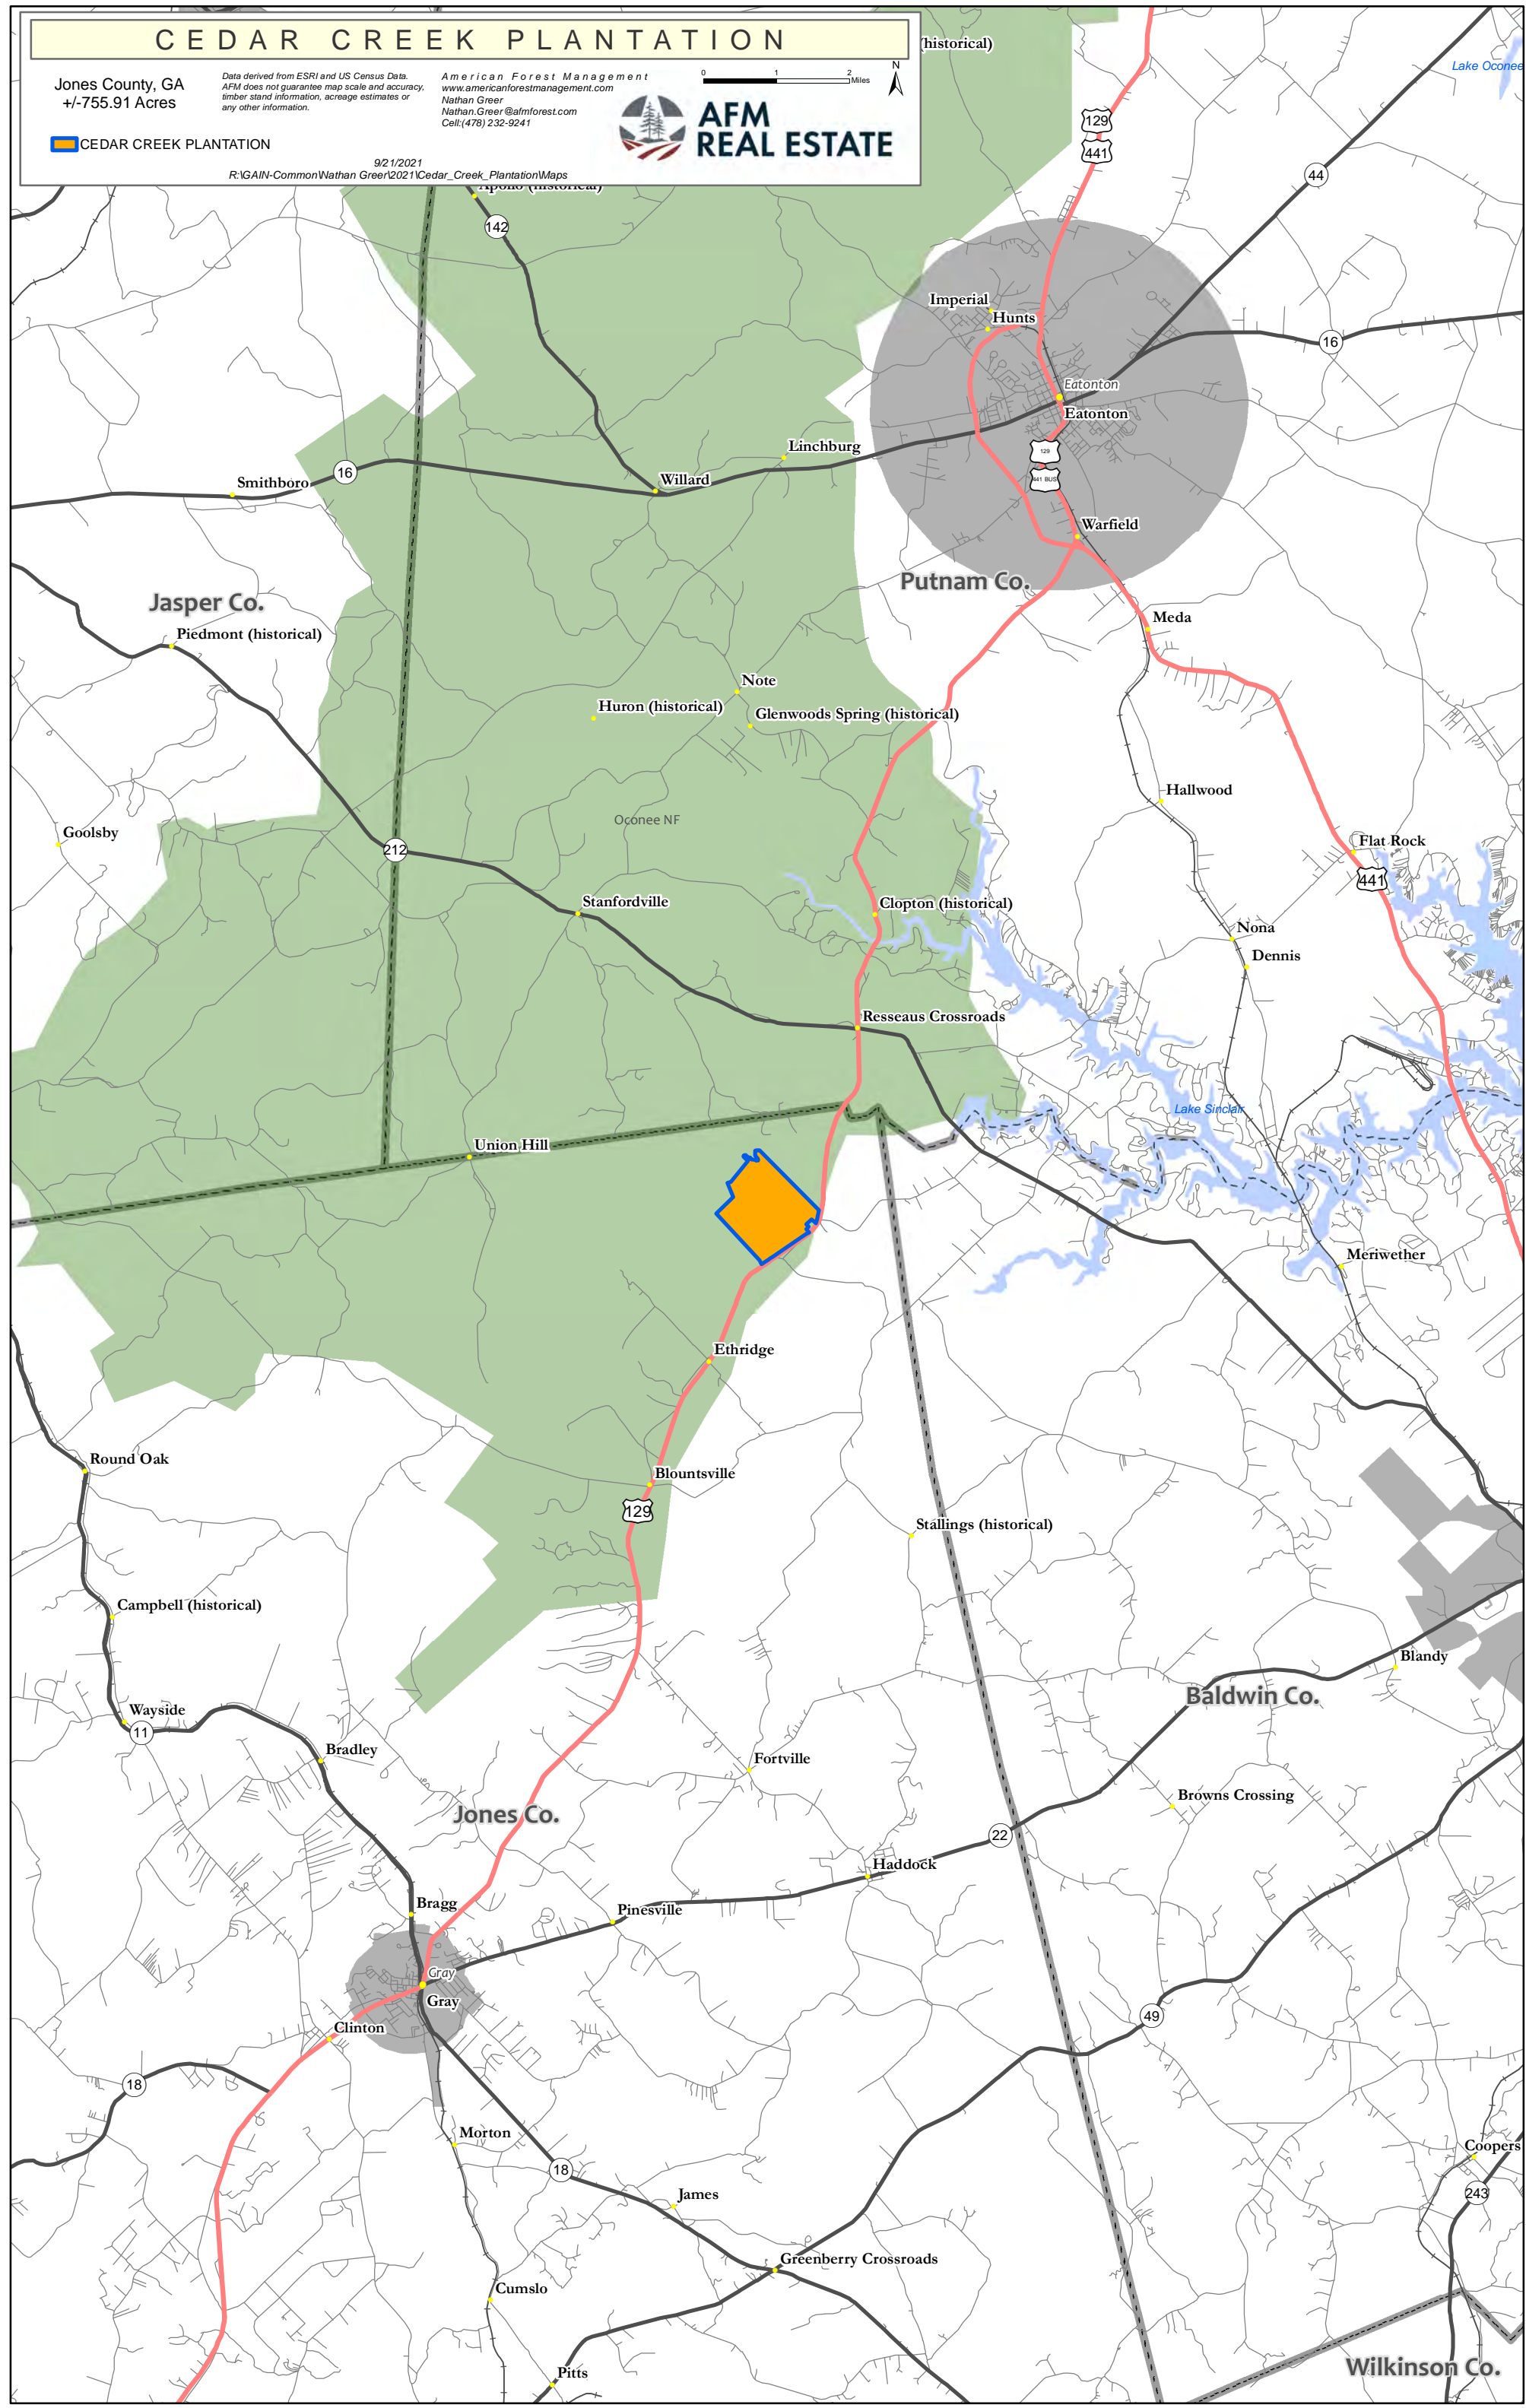 CEDAR CREEK PLANTATION
Jones County, GA
+/-755.91 Acres
Data derived from ESRI and US Census Data.
AFM does not guarantee map scale and accuracy,
timber stand information, acreage estimates or
any other information.
American Forest Management
www.americanforestmanagement.com
Nathan Greer
Nathan.Greer@afmforest.com
Cell:(478) 232-9241
0 1 2
Miles
N
AFM
REAL ESTATE
CEDAR CREEK PLANTATION
9/21/2021
R:\GAIN-Common\Nathan Greer\2021\Cedar_Creek_Plantation\Maps
(historical)
Lake Oconee
129
441
44
Apollo (historical)
142
Imperial
Hunts
16
Eatonton
Eatonton
Linchburg
129
441 BUS
16
Smithboro
Willard
Warfield
Putnam Co.
Jasper Co.
Meda
Piedmont (historical)
Note
Huron (historical)
Glenwoods Spring (historical)
Hallwood
Oconee NF
Goolsby
Flat Rock
212
441
Stanfordville
Clopton (historical)
Nona
Dennis
Resseaus Crossroads
Lake Sinclair
Union Hill
Meriwether
Ethridge
Round Oak
Blountsville
129
Stallings (historical)
Campbell (historical)
Blandy
Baldwin Co.
Wayside
11
Bradley
Fortville
Browns Crossing
Jones Co.
22
Haddock
Bragg
Pinesville
Gray
Gray
49
Clinton
18
Morton
Coopers
18
243
James
Greenberry Crossroads
Cumslo
Wilkinson Co.
Pitts